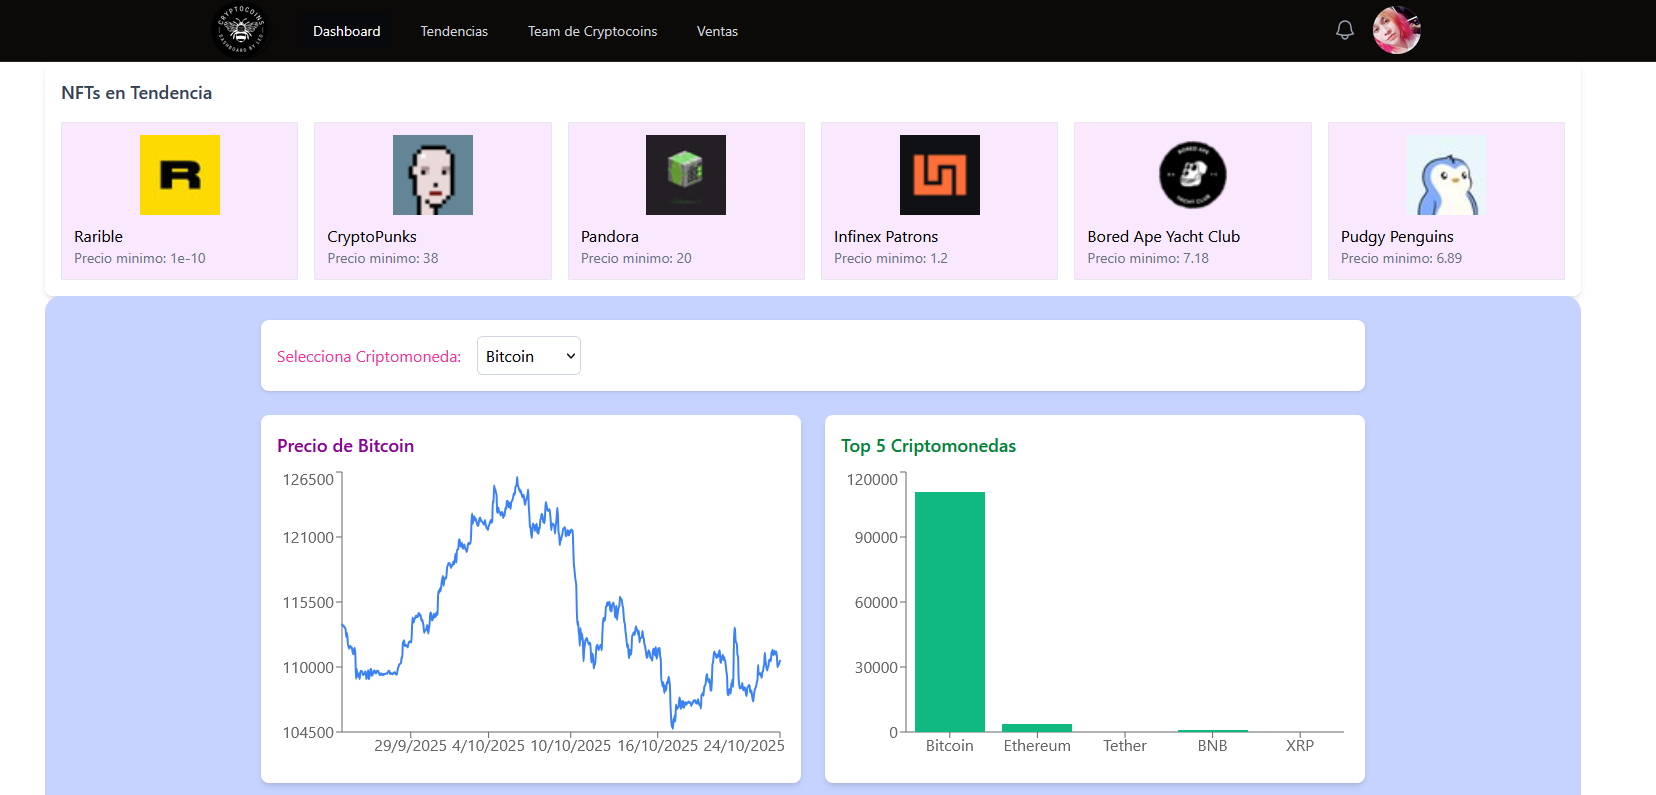 CRYPTOCOINS
DASHBOARD BY LEO
Dashboard
Tendencias
Team de Cryptocoins
Ventas
NFTs en Tendencia
R
Rarible
Precio minimo: 1e-10
CryptoPunks
Precio minimo: 38
Pandora
Precio minimo: 20
Infinex Patrons
Precio minimo: 1.2
BORED APE
YACHT CLUB
Bored Ape Yacht Club
Precio minimo: 7.18
Pudgy Penguins
Precio minimo: 6.89
Selecciona Criptomoneda:
Bitcoin
Precio de Bitcoin
126500
121000
115500
110000
104500
29/9/2025 4/10/2025 10/10/2025 16/10/2025 24/10/2025
Top 5 Criptomonedas
120000
90000
60000
30000
0
Bitcoin Ethereum Tether BNB XRP